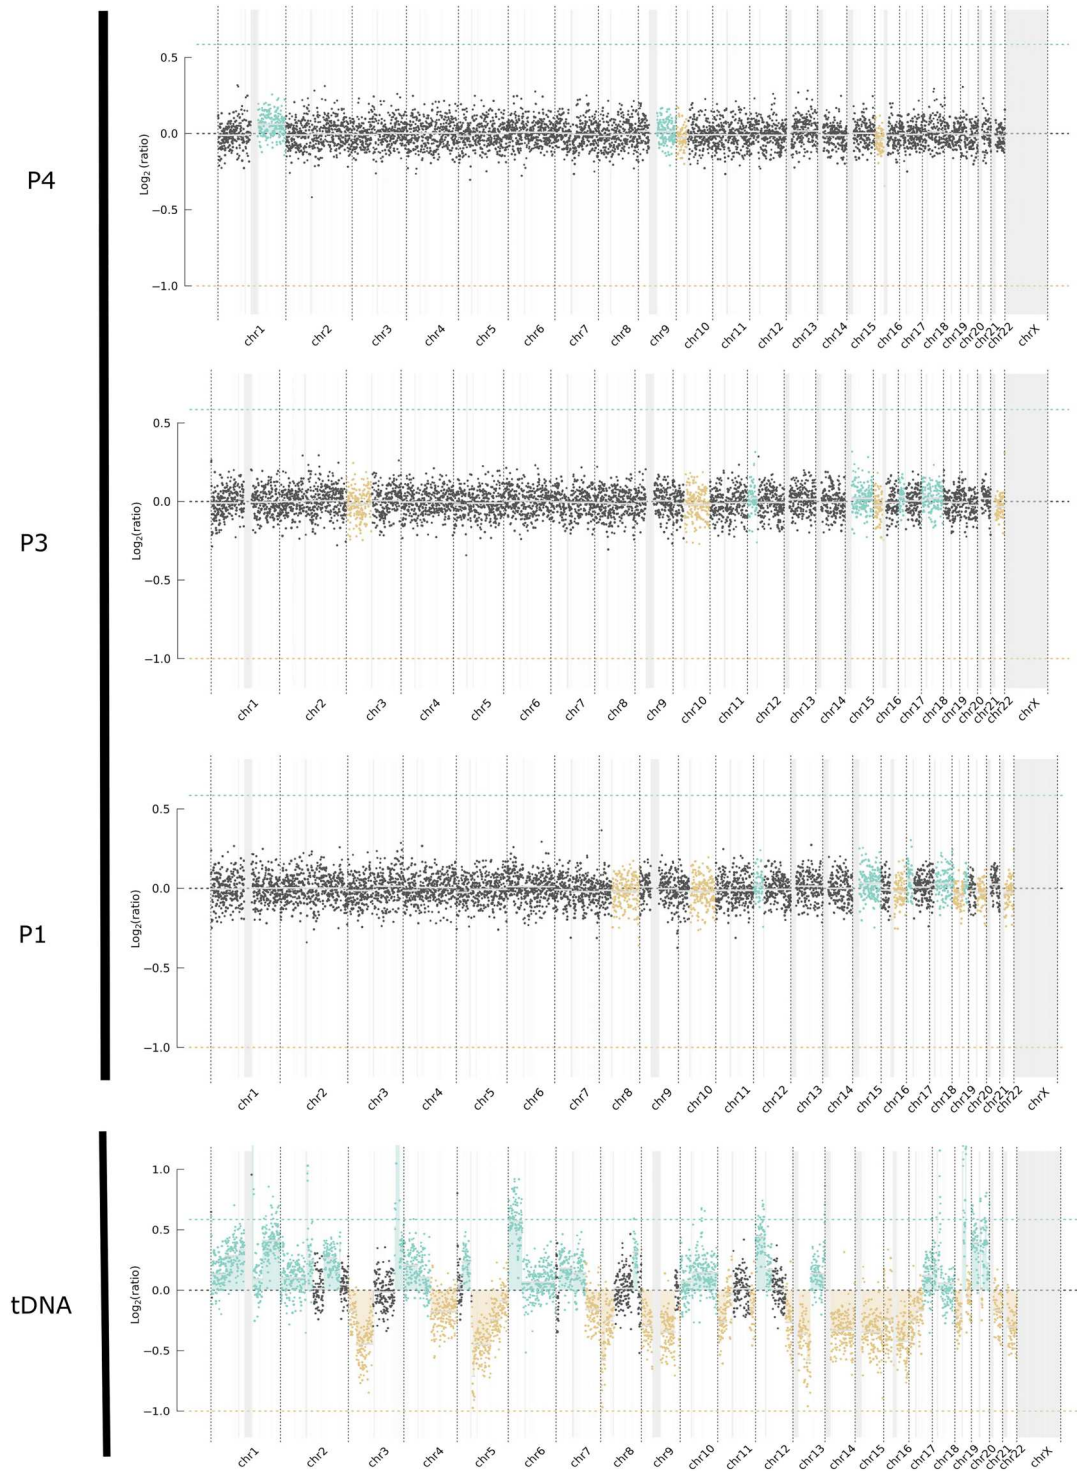 P4
Log2 (ratio)
0.5
0.0
−0.5
−1.0
chr1 chr2 chr3 chr4 chr5 chr6 chr7 chr8 chr9 chr10 chr11 chr12 chr13 chr14 chr15 chr16 chr17 chr18 chr19 chr20 chr21 chr22 chrX
P3
Log2(ratio)
0.5
0.0
−0.5
−1.0
chr1 chr2 chr3 chr4 chr5 chr6 chr7 chr8 chr9 chr10 chr11 chr12 chr13 chr14 chr15 chr16 chr17 chr18 chr19 chr20 chr21 chr22 chrX
P1
Log2(ratio)
0.5
0.0
−0.5
−1.0
chr1 chr2 chr3 chr4 chr5 chr6 chr7 chr8 chr9 chr10 chr11 chr12 chr13 chr14 chr15 chr16 chr17 chr18 chr19 chr20 chr21 chr22 chrX
tDNA
Log2(ratio)
1.0
0.5
0.0
−0.5
−1.0
chr1 chr2 chr3 chr4 chr5 chr6 chr7 chr8 chr9 chr10 chr11 chr12 chr13 chr14 chr15 chr16 chr17 chr18 chr19 chr20 chr21 chr22 chrX